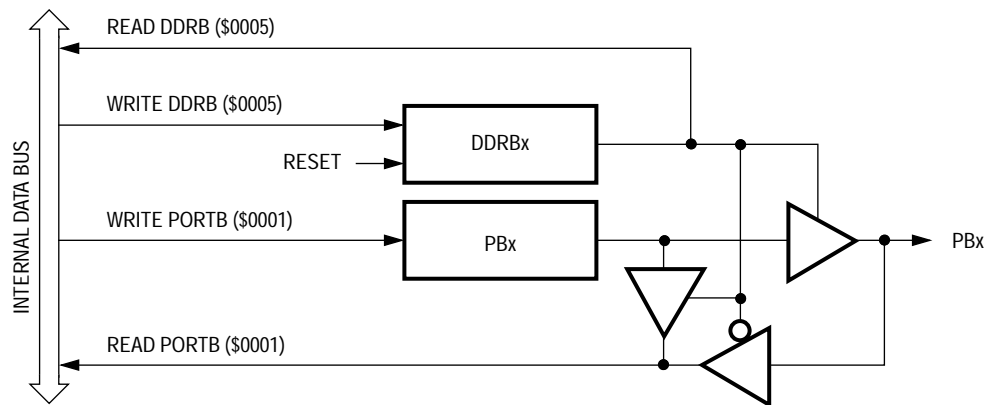 READ DDRB ($0005)
WRITE DDRB ($0005)
DDRBx
RESET
WRITE PORTB ($0001)
PBx
PBx
READ PORTB ($0001)
INTERNAL DATA BUS